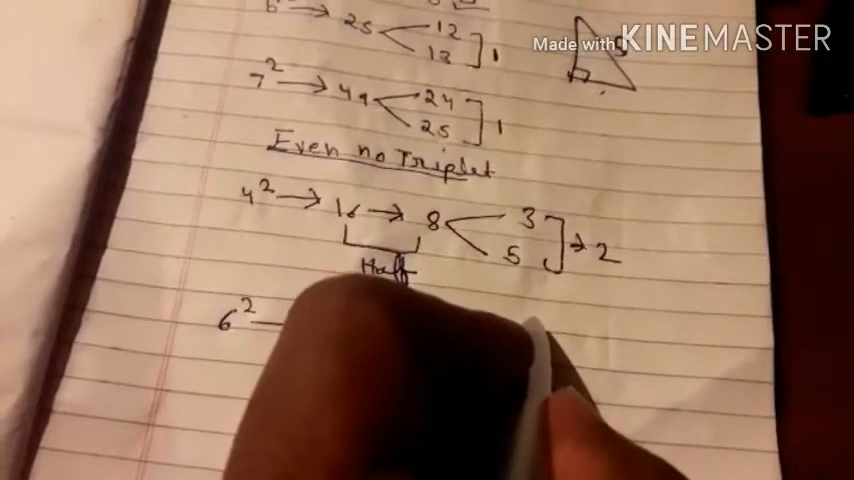 Made with KINEMASTER
→ 25 < 12
13 ] 1
5
7² → 49 < 24
25 ] 1
Even no Triplet
4² → 16 → 8 < 3
5 ] → 2
Half
6² —